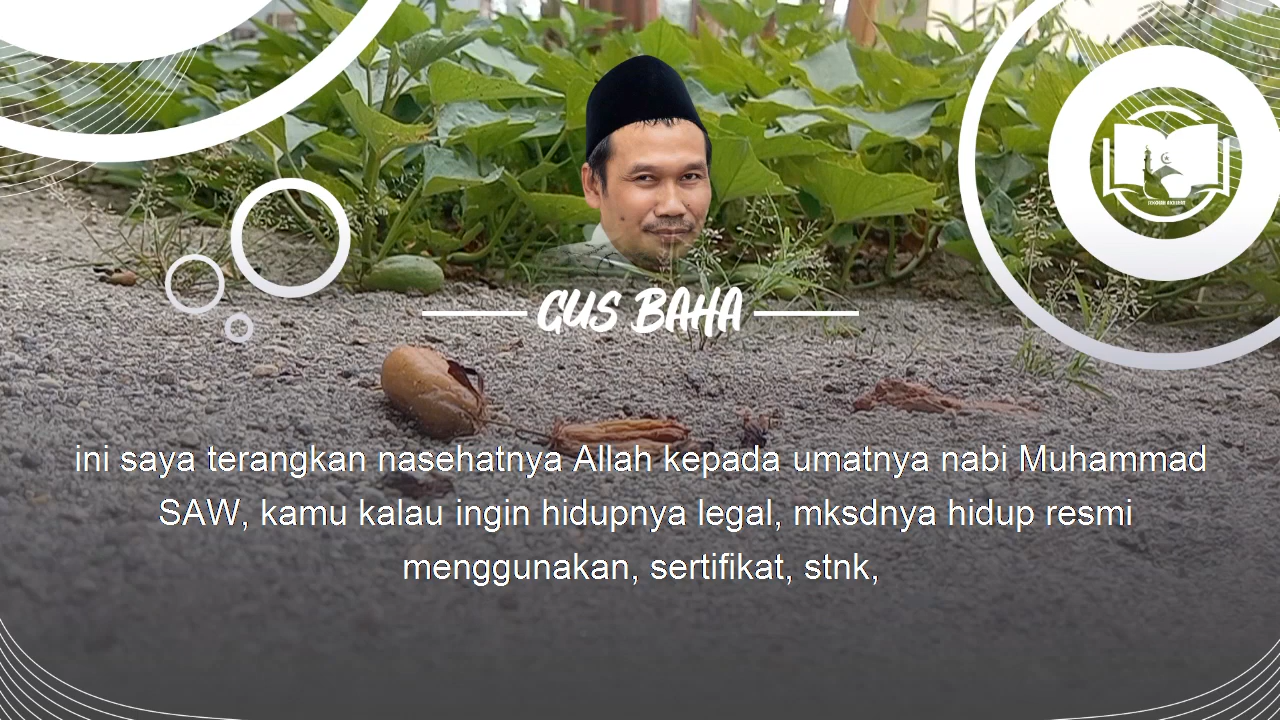 GUS BAHA
ini saya terangkan nasehatnya Allah kepada umatnya nabi Muhammad
SAW, kamu kalau ingin hidupnya legal, mksdnya hidup resmi
menggunakan, sertifikat, stnk,